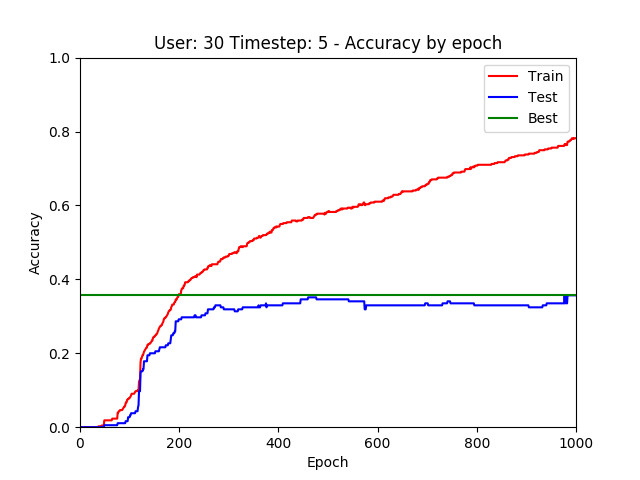 User: 30 Timestep: 5 - Accuracy by epoch
1.0
0.8
0.6
0.4
0.2
0.0
Accuracy
Train
Test
Best
0 200 400 600 800 1000
Epoch